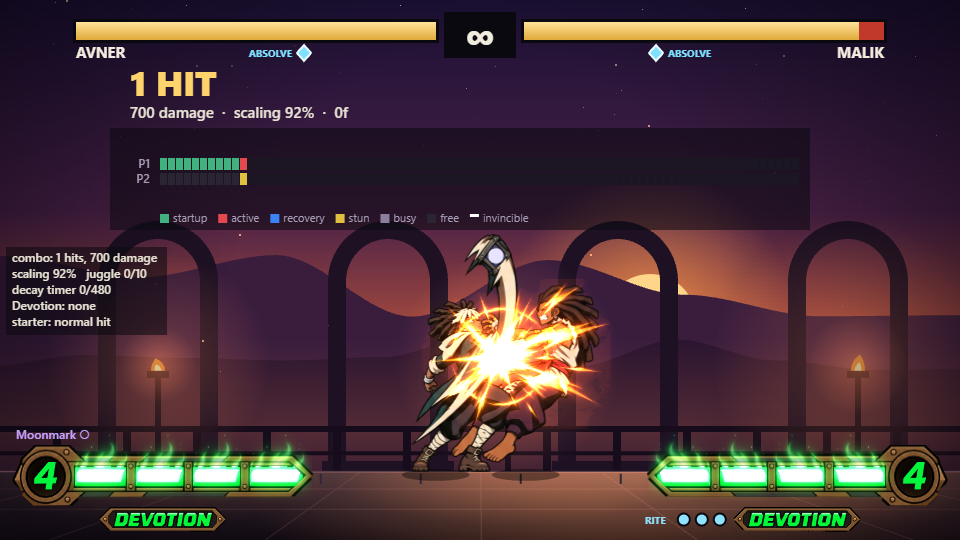 ∞
AVNER
ABSOLVE
ABSOLVE
MALIK
1 HIT
700 damage · scaling 92% · 0f
P1
P2
startup active recovery stun busy free invincible
combo: 1 hits, 700 damage
scaling 92% juggle 0/10
decay timer 0/480
Devotion: none
starter: normal hit
Moonmark ○
4
4
DEVOTION
RITE
DEVOTION